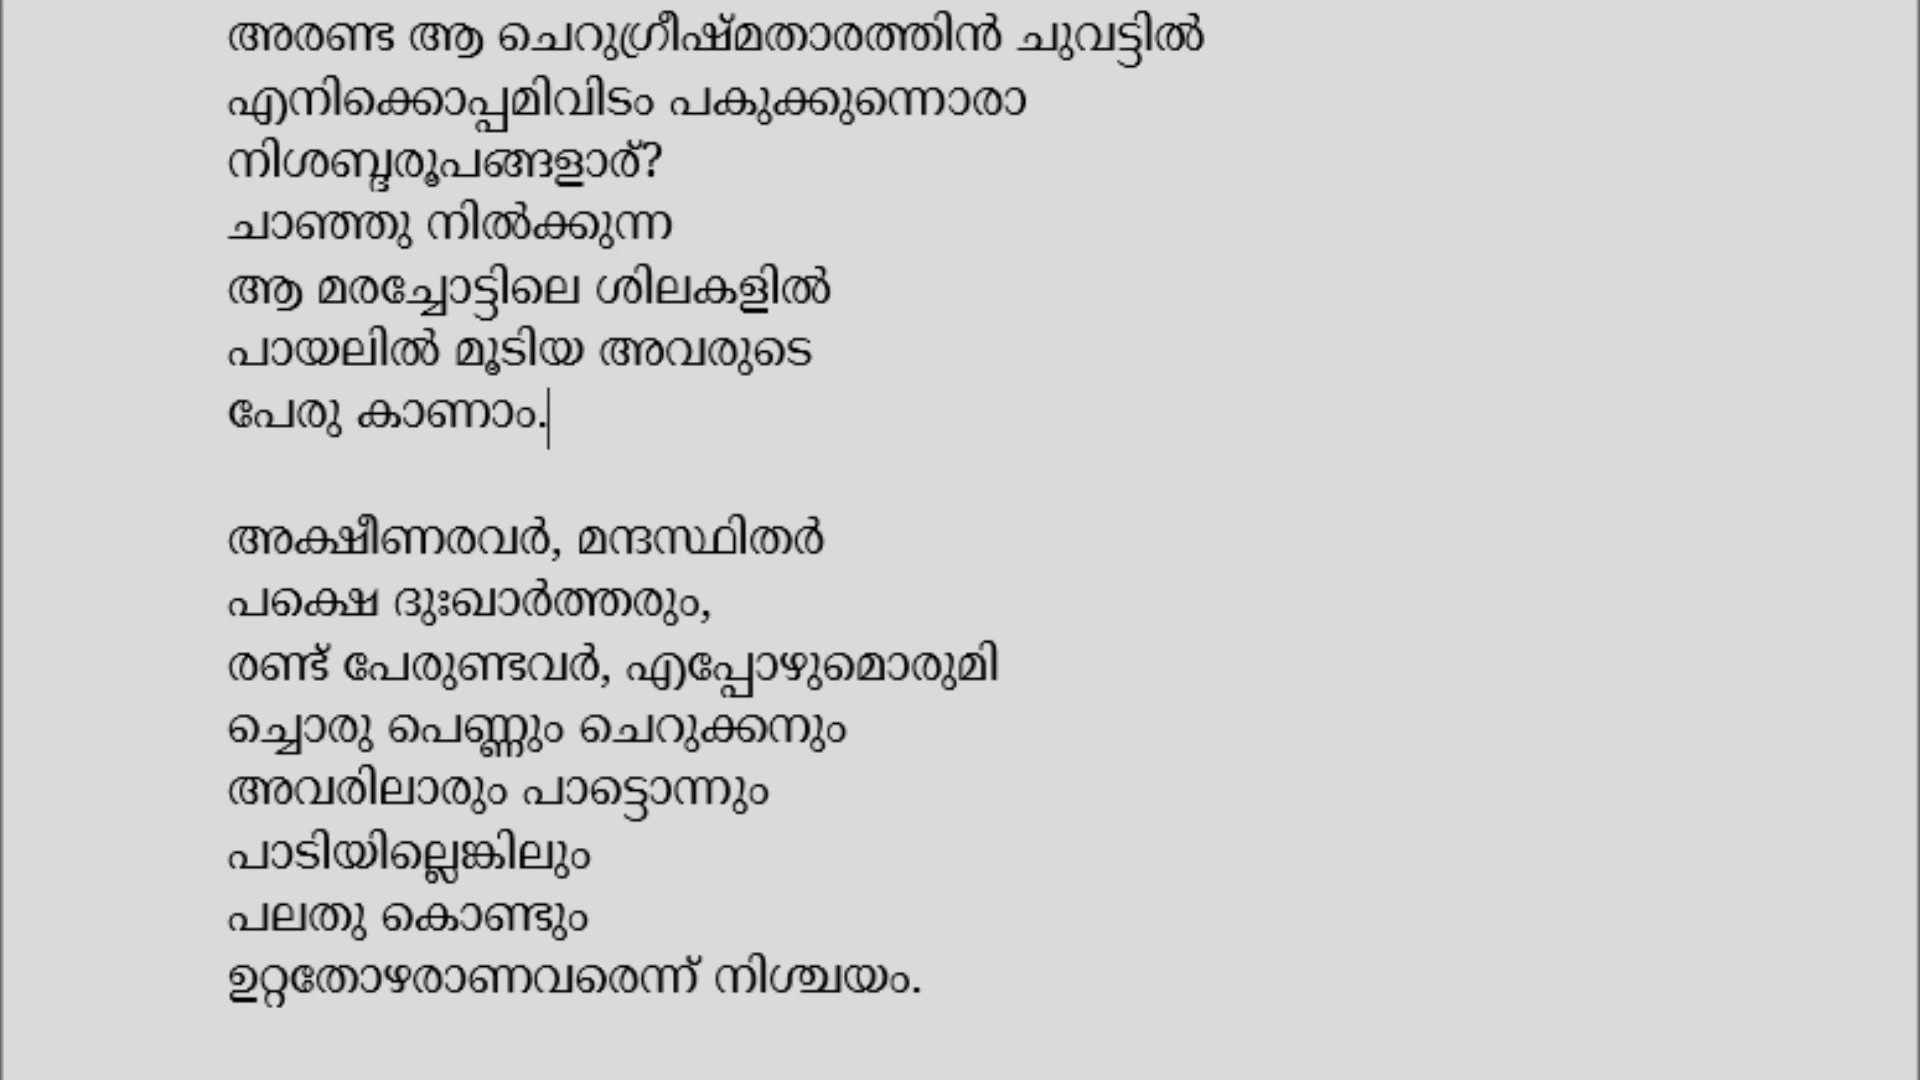 അരണ്ട ആ ചെറുഗ്രീഷ്മതാരത്തിൻ ചുവട്ടിൽ
എനിക്കൊപ്പമിവിടം പകുക്കുന്നൊരാ
നിശബ്ദരൂപങ്ങളാര്?
ചാഞ്ഞു നിൽക്കുന്ന
ആ മരച്ചോട്ടിലെ ശിലകളിൽ
പായലിൽ മൂടിയ അവരുടെ
പേരു കാണാം.
അക്ഷീണരവർ, മന്ദസ്ഥിതർ
പക്ഷെ ദുഃഖാർത്തരും,
രണ്ട് പേരുണ്ടവർ, എപ്പോഴുമൊരുമി
ച്ചൊരു പെണ്ണും ചെറുക്കനും
അവരിലാരും പാട്ടൊന്നും
പാടിയില്ലെങ്കിലും
പലതു കൊണ്ടും
ഉറ്റതോഴരാണവരെന്ന് നിശ്ചയം.